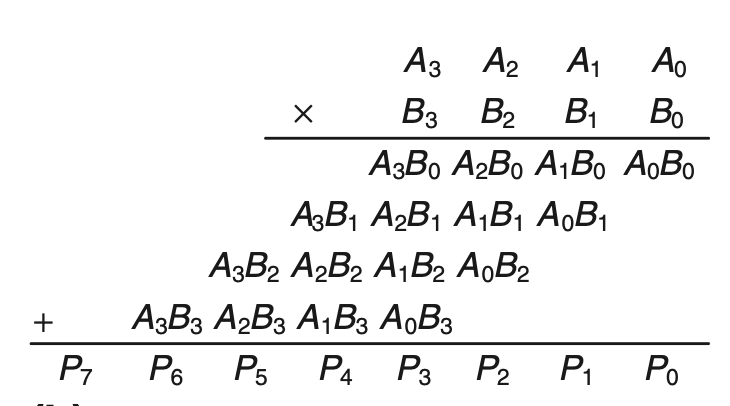 A₃ A₂ A₁ A₀
× B₃ B₂ B₁ B₀
A₃B₀ A₂B₀ A₁B₀ A₀B₀
A₃B₁ A₂B₁ A₁B₁ A₀B₁
A₃B₂ A₂B₂ A₁B₂ A₀B₂
+ A₃B₃ A₂B₃ A₁B₃ A₀B₃
P₇ P₆ P₅ P₄ P₃ P₂ P₁ P₀